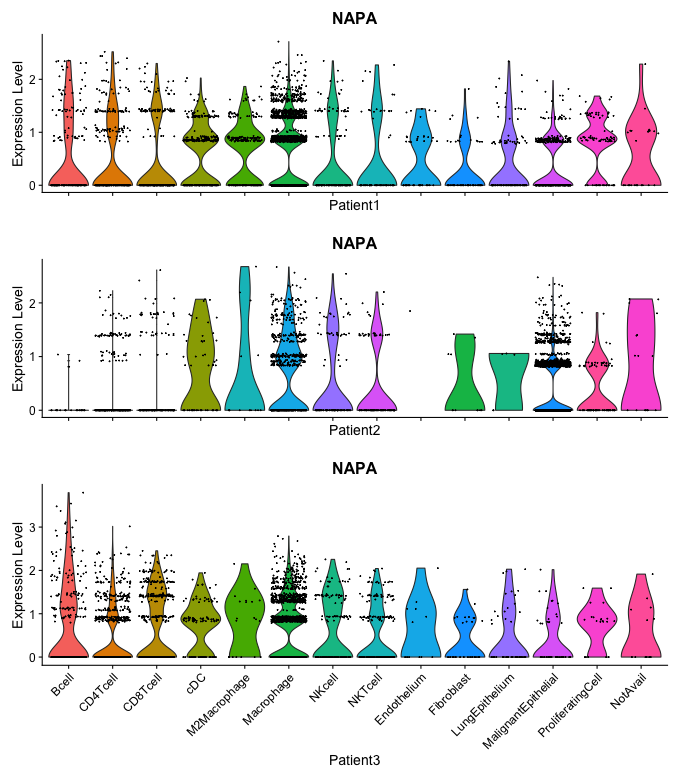 NAPA
Expression Level
2
1
0
Patient1
NAPA
Expression Level
2
1
0
Patient2
NAPA
Expression Level
3
2
1
0
Bcell
CD4Tcell
CD8Tcell
cDC
M2Macrophage
Macrophage
NKcell
NKTcell
Endothelium
Fibroblast
LungEpithelium
MalignantEpithelial
ProliferatingCell
NotAvail
Patient3